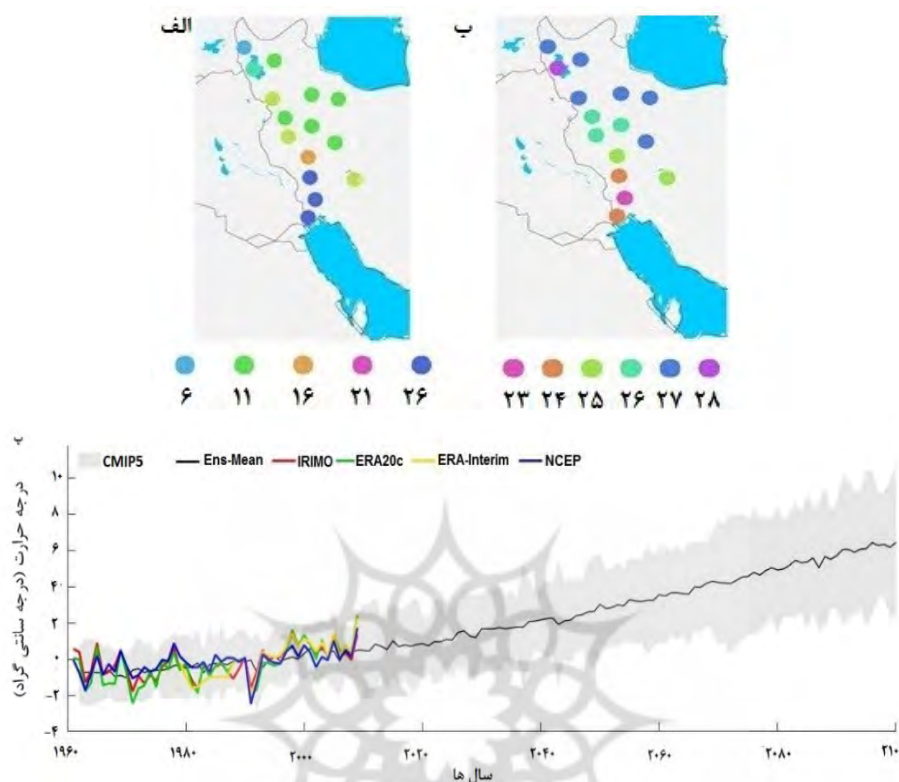 الف
ب
۶ ۱۱ ۱۶ ۲۱ ۲۶
۲۳ ۲۴ ۲۵ ۲۶ ۲۷ ۲۸
CMIP5 Ens-Mean IRIMO ERA20c ERA-Interim NCEP
درجه حرارت (درجه سانتی گراد)
۱۰
۸
۶
۴
۲
۰
-۲
-۴
۱۹۶۰ ۱۹۸۰ ۲۰۰۰ ۲۰۲۰ ۲۰۴۰ ۲۰۶۰ ۲۰۸۰
سال ها